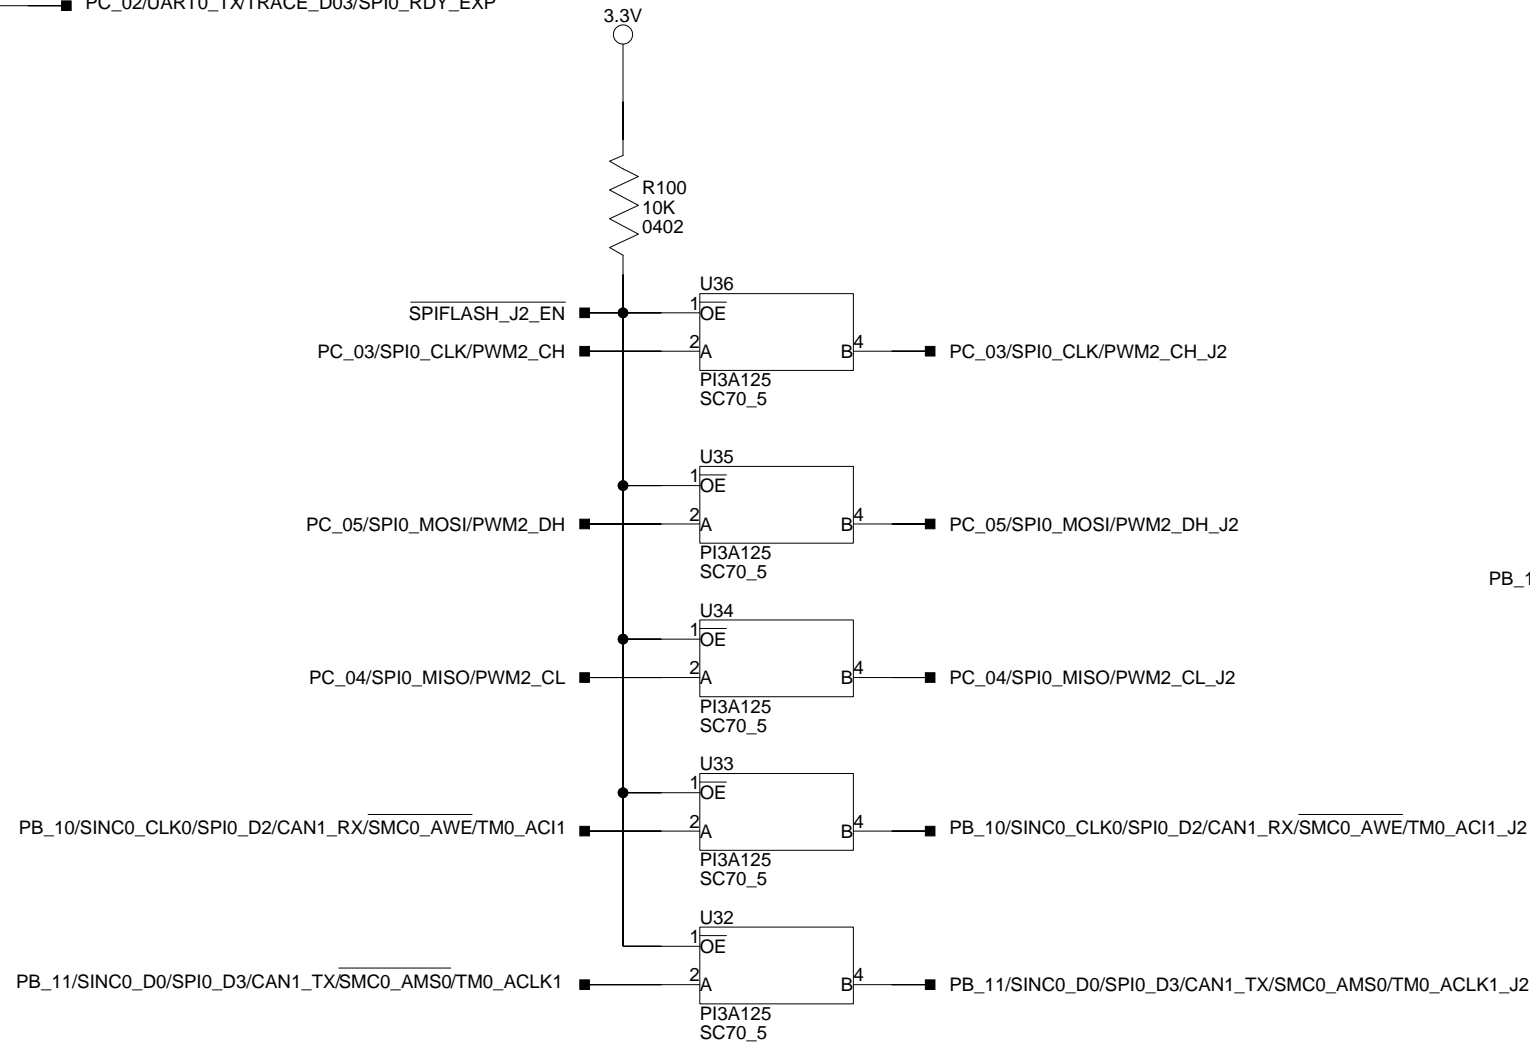 PC_02/UART0_TX/TRACE_D03/SPI0_RDY_EXP
3.3V
R100
10K
0402
U36
SPIFLASH_J2_EN
1
OE
PC_03/SPI0_CLK/PWM2_CH
2
A
B
4
PC_03/SPI0_CLK/PWM2_CH_J2
PI3A125
SC70_5
U35
1
OE
PC_05/SPI0_MOSI/PWM2_DH
2
A
B
4
PC_05/SPI0_MOSI/PWM2_DH_J2
PI3A125
SC70_5
PB_1
U34
1
OE
PC_04/SPI0_MISO/PWM2_CL
2
A
B
4
PC_04/SPI0_MISO/PWM2_CL_J2
PI3A125
SC70_5
U33
1
OE
PB_10/SINC0_CLK0/SPI0_D2/CAN1_RX/SMC0_AWE/TM0_ACI1
2
A
B
4
PB_10/SINC0_CLK0/SPI0_D2/CAN1_RX/SMC0_AWE/TM0_ACI1_J2
PI3A125
SC70_5
U32
1
OE
PB_11/SINC0_D0/SPI0_D3/CAN1_TX/SMC0_AMS0/TM0_ACLK1
2
A
B
4
PB_11/SINC0_D0/SPI0_D3/CAN1_TX/SMC0_AMS0/TM0_ACLK1_J2
PI3A125
SC70_5